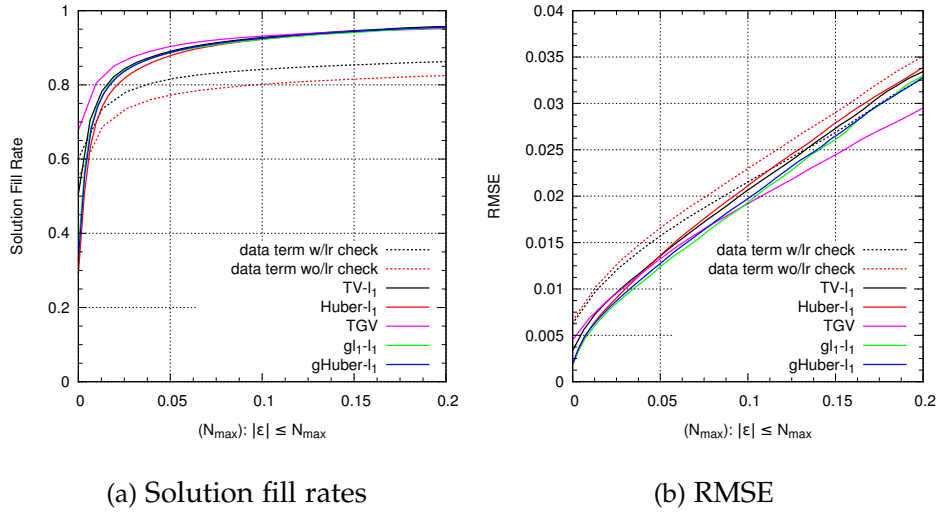 1
0.8
0.6
0.4
0.2
0
Solution Fill Rate
data term w/lr check
data term wo/lr check
TV-l₁
Huber-l₁
TGV
gl₁-l₁
gHuber-l₁
0 0.05 0.1 0.15 0.2
(Nmax): |ε| ≤ Nmax
(a) Solution fill rates
0.04
0.035
0.03
0.025
0.02
0.015
0.01
0.005
0
RMSE
data term w/lr check
data term wo/lr check
TV-l₁
Huber-l₁
TGV
gl₁-l₁
gHuber-l₁
0 0.05 0.1 0.15 0.2
(Nmax): |ε| ≤ Nmax
(b) RMSE